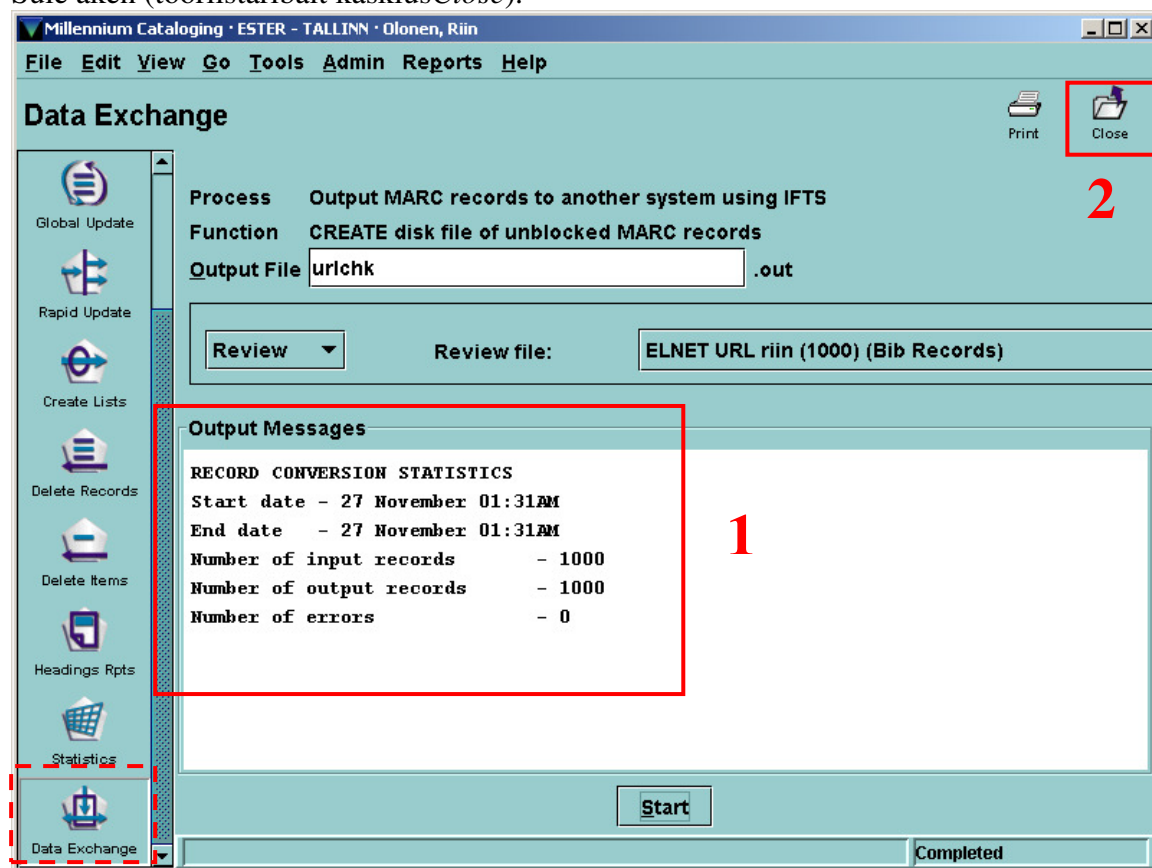 Sule aken (tööriistaribalt käsklus Close).
Millennium Cataloging · ESTER - TALLINN · Olonen, Riin
File Edit View Go Tools Admin Reports Help
Data Exchange
Print
Close
2
Global Update
Rapid Update
Create Lists
Delete Records
Delete Items
Headings Rpts
Statistics
Data Exchange
Process Output MARC records to another system using IFTS
Function CREATE disk file of unblocked MARC records
Output File urlchk .out
Review Review file: ELNET URL riin (1000) (Bib Records)
Output Messages
RECORD CONVERSION STATISTICS
Start date - 27 November 01:31AM
End date - 27 November 01:31AM
Number of input records - 1000
Number of output records - 1000
Number of errors - 0
1
Start
Completed